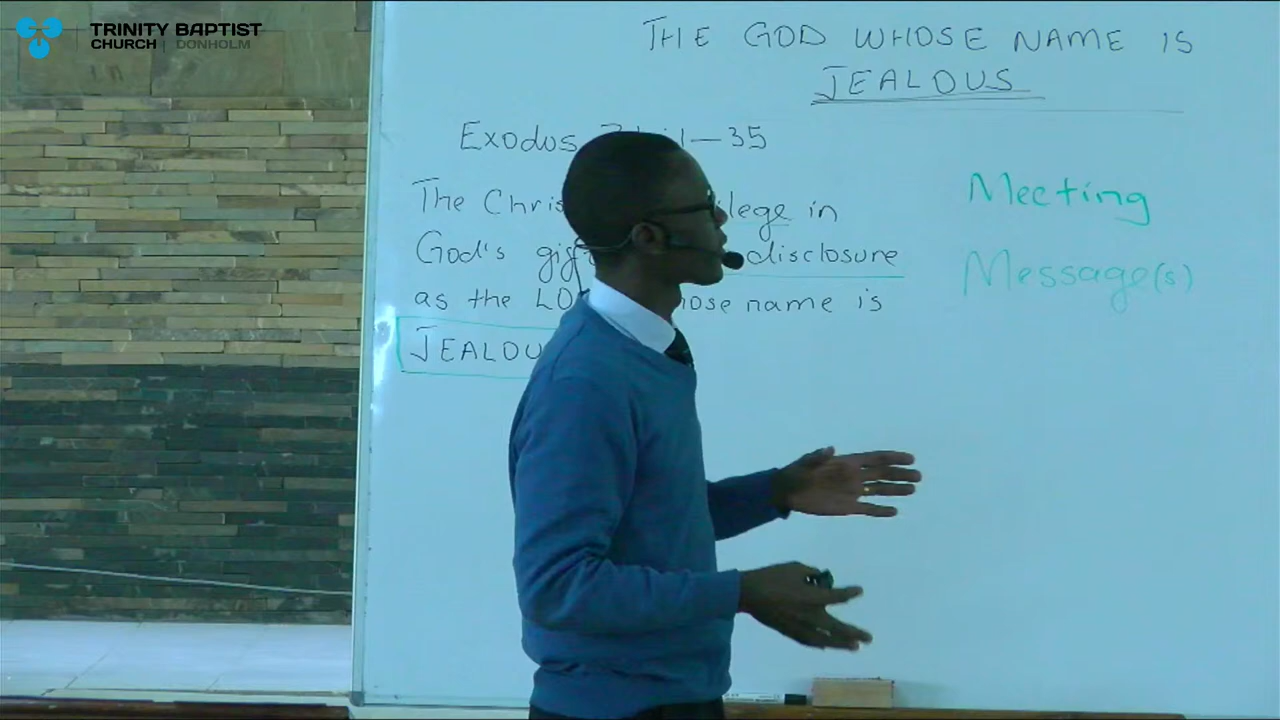 TRINITY BAPTIST
CHURCH | DONHOLM
THE GOD WHOSE NAME IS
JEALOUS
Exodus 1—35
The in
God's disclosure
as the name is
Meeting
Message(s)